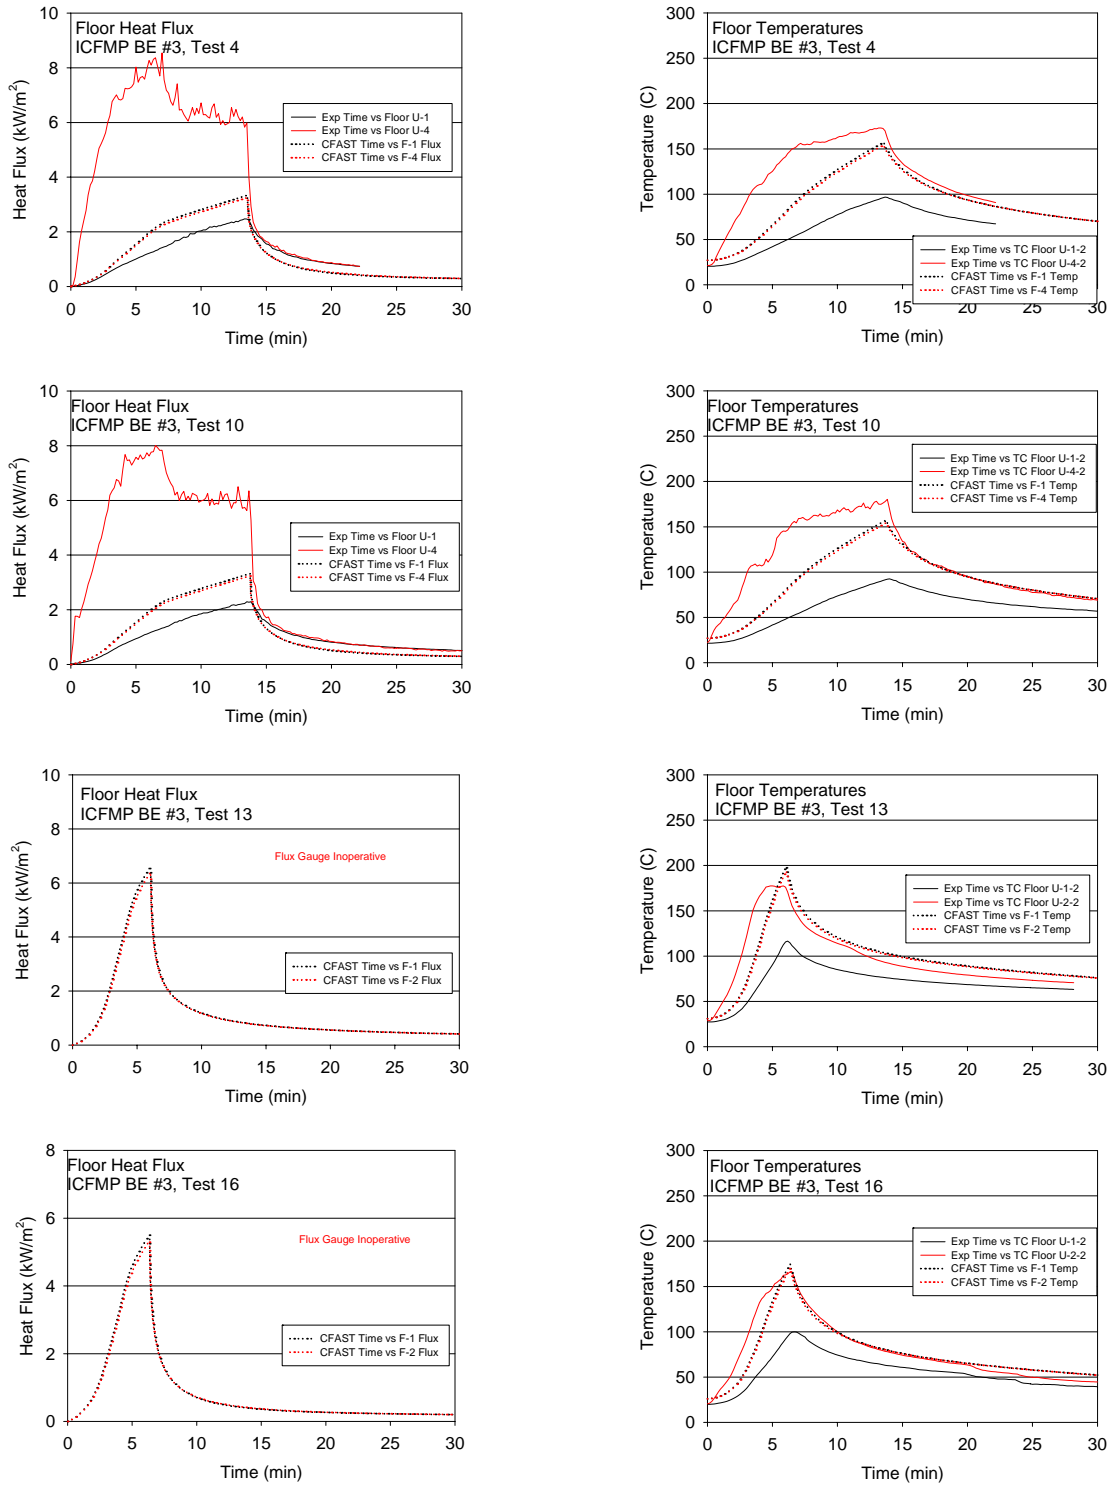 Floor Heat Flux
ICFMP BE #3, Test 4
Heat Flux (kW/m²)
10
8
6
4
2
0
Exp Time vs Floor U-1
Exp Time vs Floor U-4
CFAST Time vs F-1 Flux
CFAST Time vs F-4 Flux
0 5 10 15 20 25 30
Time (min)
Floor Temperatures
ICFMP BE #3, Test 4
Temperature (C)
300
250
200
150
100
50
0
Exp Time vs TC Floor U-1-2
Exp Time vs TC Floor U-4-2
CFAST Time vs F-1 Temp
CFAST Time vs F-4 Temp
0 5 10 15 20 25 30
Time (min)
Floor Heat Flux
ICFMP BE #3, Test 10
Heat Flux (kW/m²)
10
8
6
4
2
0
Exp Time vs Floor U-1
Exp Time vs Floor U-4
CFAST Time vs F-1 Flux
CFAST Time vs F-4 Flux
0 5 10 15 20 25 30
Time (min)
Floor Temperatures
ICFMP BE #3, Test 10
Temperature (C)
300
250
200
150
100
50
0
Exp Time vs TC Floor U-1-2
Exp Time vs TC Floor U-4-2
CFAST Time vs F-1 Temp
CFAST Time vs F-4 Temp
0 5 10 15 20 25 30
Time (min)
Floor Heat Flux
ICFMP BE #3, Test 13
Heat Flux (kW/m²)
10
8
6
4
2
0
Flux Gauge Inoperative
CFAST Time vs F-1 Flux
CFAST Time vs F-2 Flux
0 5 10 15 20 25 30
Time (min)
Floor Temperatures
ICFMP BE #3, Test 13
Temperature (C)
300
250
200
150
100
50
0
Exp Time vs TC Floor U-1-2
Exp Time vs TC Floor U-2-2
CFAST Time vs F-1 Temp
CFAST Time vs F-2 Temp
0 5 10 15 20 25 30
Time (min)
Floor Heat Flux
ICFMP BE #3, Test 16
Heat Flux (kW/m²)
8
6
4
2
0
Flux Gauge Inoperative
CFAST Time vs F-1 Flux
CFAST Time vs F-2 Flux
0 5 10 15 20 25 30
Time (min)
Floor Temperatures
ICFMP BE #3, Test 16
Temperature (C)
300
250
200
150
100
50
0
Exp Time vs TC Floor U-1-2
Exp Time vs TC Floor U-2-2
CFAST Time vs F-1 Temp
CFAST Time vs F-2 Temp
0 5 10 15 20 25 30
Time (min)